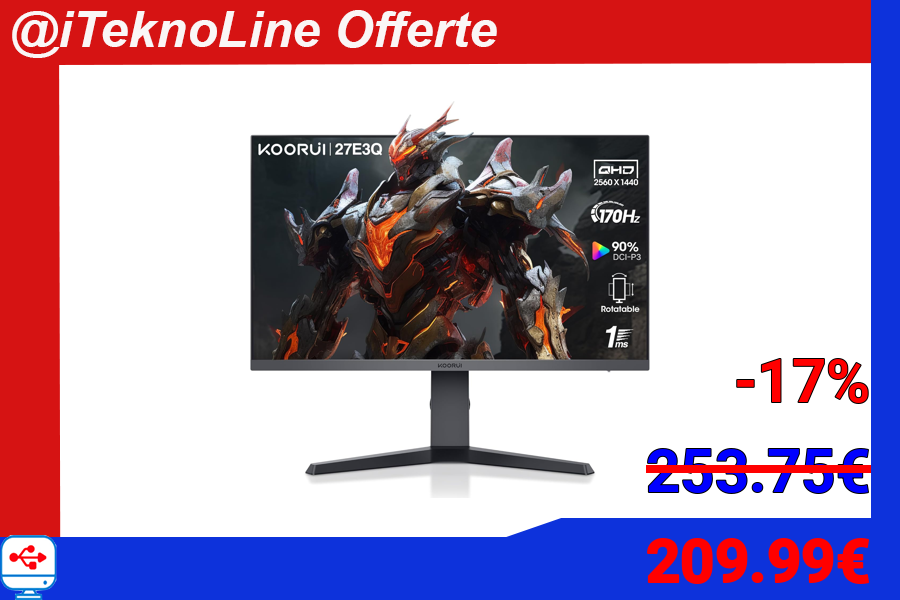 @iTeknoLine Offerte
KOORUI | 27E3Q
QHD
2560 X 1440
170Hz
90%
DCI-P3
Rotatable
1ms
KOORUI
-17%
253.75€
209.99€